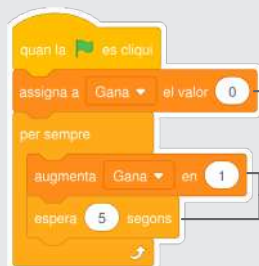 quan la es cliqui
assigna a Gana el valor 0
per sempre
augmenta Gana en 1
espera 5 segons